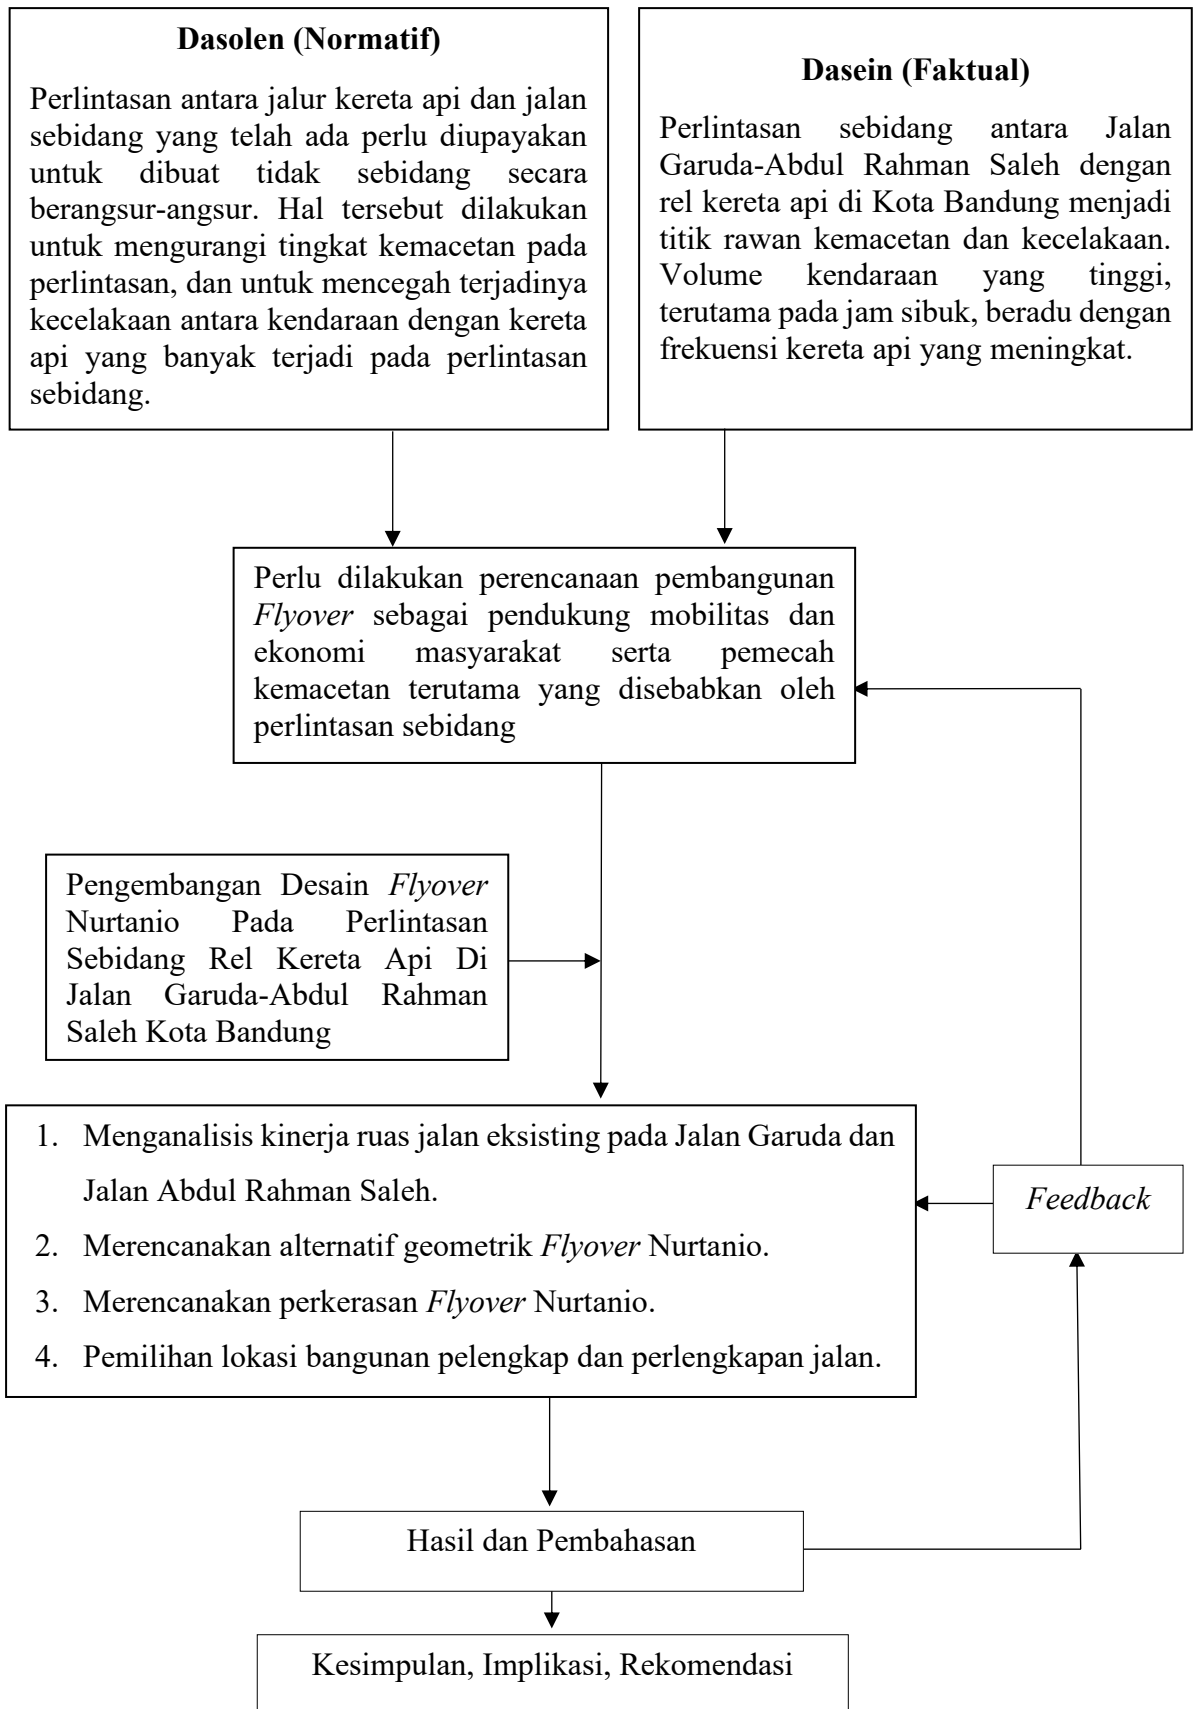 Dasolen (Normatif)
Perlintasan antara jalur kereta api dan jalan
sebidang yang telah ada perlu diupayakan
untuk dibuat tidak sebidang secara
berangsur-angsur. Hal tersebut dilakukan
untuk mengurangi tingkat kemacetan pada
perlintasan, dan untuk mencegah terjadinya
kecelakaan antara kendaraan dengan kereta
api yang banyak terjadi pada perlintasan
sebidang.
Dasein (Faktual)
Perlintasan sebidang antara Jalan
Garuda-Abdul Rahman Saleh dengan
rel kereta api di Kota Bandung menjadi
titik rawan kemacetan dan kecelakaan.
Volume kendaraan yang tinggi,
terutama pada jam sibuk, beradu dengan
frekuensi kereta api yang meningkat.
Perlu dilakukan perencanaan pembangunan
Flyover sebagai pendukung mobilitas dan
ekonomi masyarakat serta pemecah
kemacetan terutama yang disebabkan oleh
perlintasan sebidang
Pengembangan Desain Flyover
Nurtanio Pada Perlintasan
Sebidang Rel Kereta Api Di
Jalan Garuda-Abdul Rahman
Saleh Kota Bandung
1. Menganalisis kinerja ruas jalan eksisting pada Jalan Garuda dan
Jalan Abdul Rahman Saleh.
2. Merencanakan alternatif geometrik Flyover Nurtanio.
3. Merencanakan perkerasan Flyover Nurtanio.
4. Pemilihan lokasi bangunan pelengkap dan perlengkapan jalan.
Feedback
Hasil dan Pembahasan
Kesimpulan, Implikasi, Rekomendasi